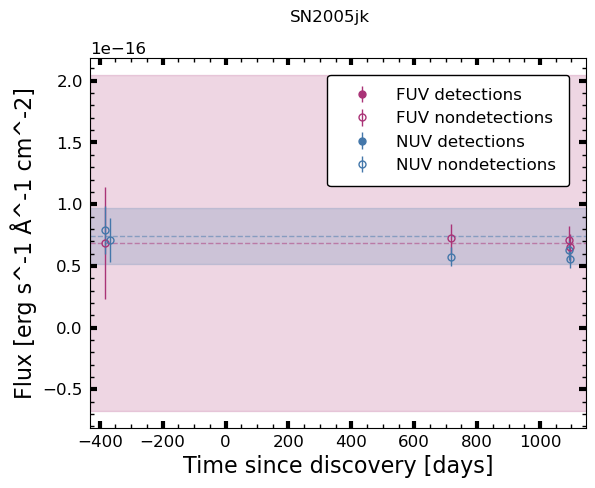 SN2005jk
1e−16
2.0
1.5
1.0
0.5
0.0
−0.5
Flux [erg s^-1 Å^-1 cm^-2]
FUV detections
FUV nondetections
NUV detections
NUV nondetections
−400 −200 0 200 400 600 800 1000
Time since discovery [days]